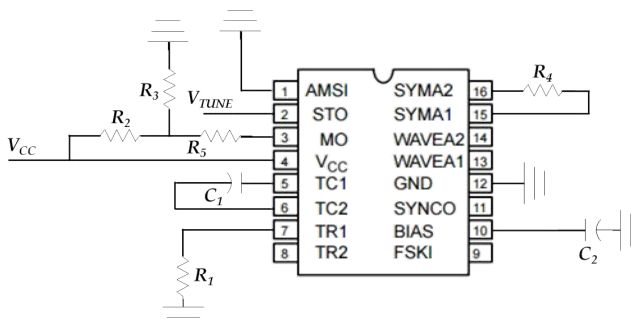 R3
R2
VTUNE
VCC
R5
C1
R1
1 AMSI SYMA2 16
2 STO SYMA1 15
3 MO WAVEA2 14
4 VCC WAVEA1 13
5 TC1 GND 12
6 TC2 SYNCO 11
7 TR1 BIAS 10
8 TR2 FSKI 9
R4
C2